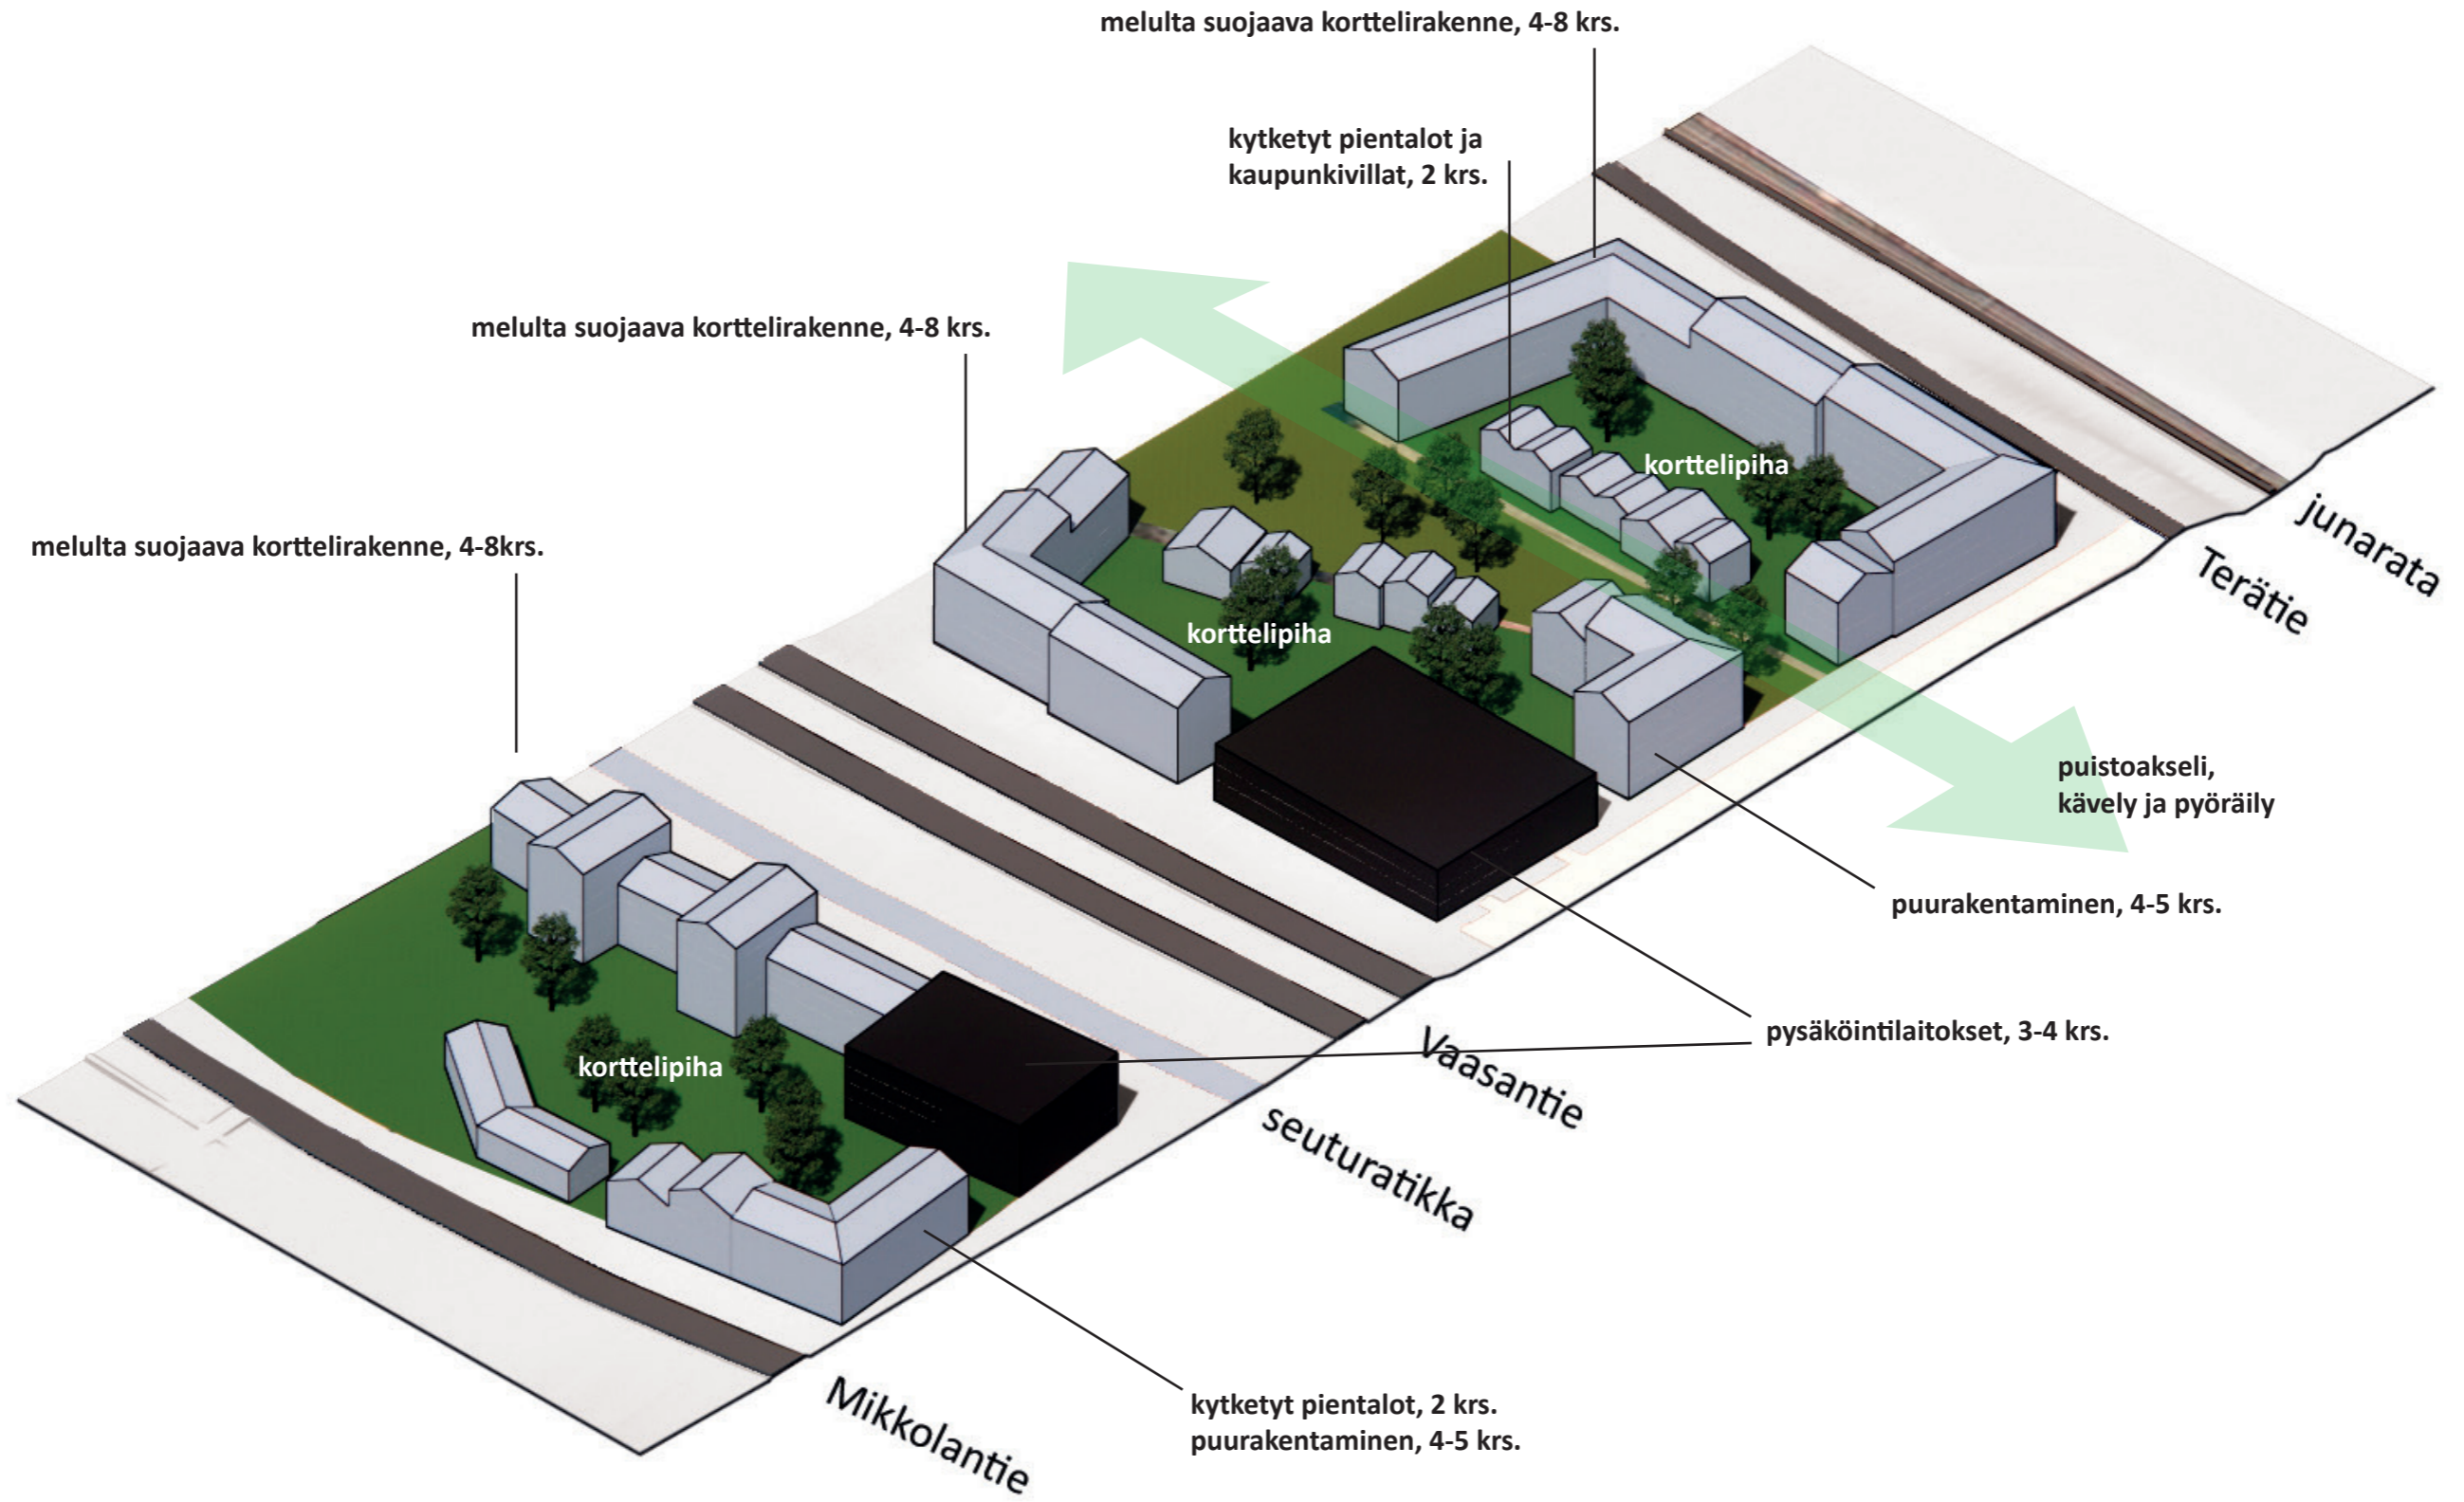 melulta suojaava korttelirakenne, 4-8 krs.
kytketyt pientalot ja
kaupunkivillat, 2 krs.
melulta suojaava korttelirakenne, 4-8 krs.
korttelipiha
junarata
Terätie
melulta suojaava korttelirakenne, 4-8krs.
korttelipiha
puistoakseli,
kävely ja pyöräily
puurakentaminen, 4-5 krs.
pysäköintilaitokset, 3-4 krs.
Vaasantie
korttelipiha
seuturatikka
Mikkolantie
kytketyt pientalot, 2 krs.
puurakentaminen, 4-5 krs.